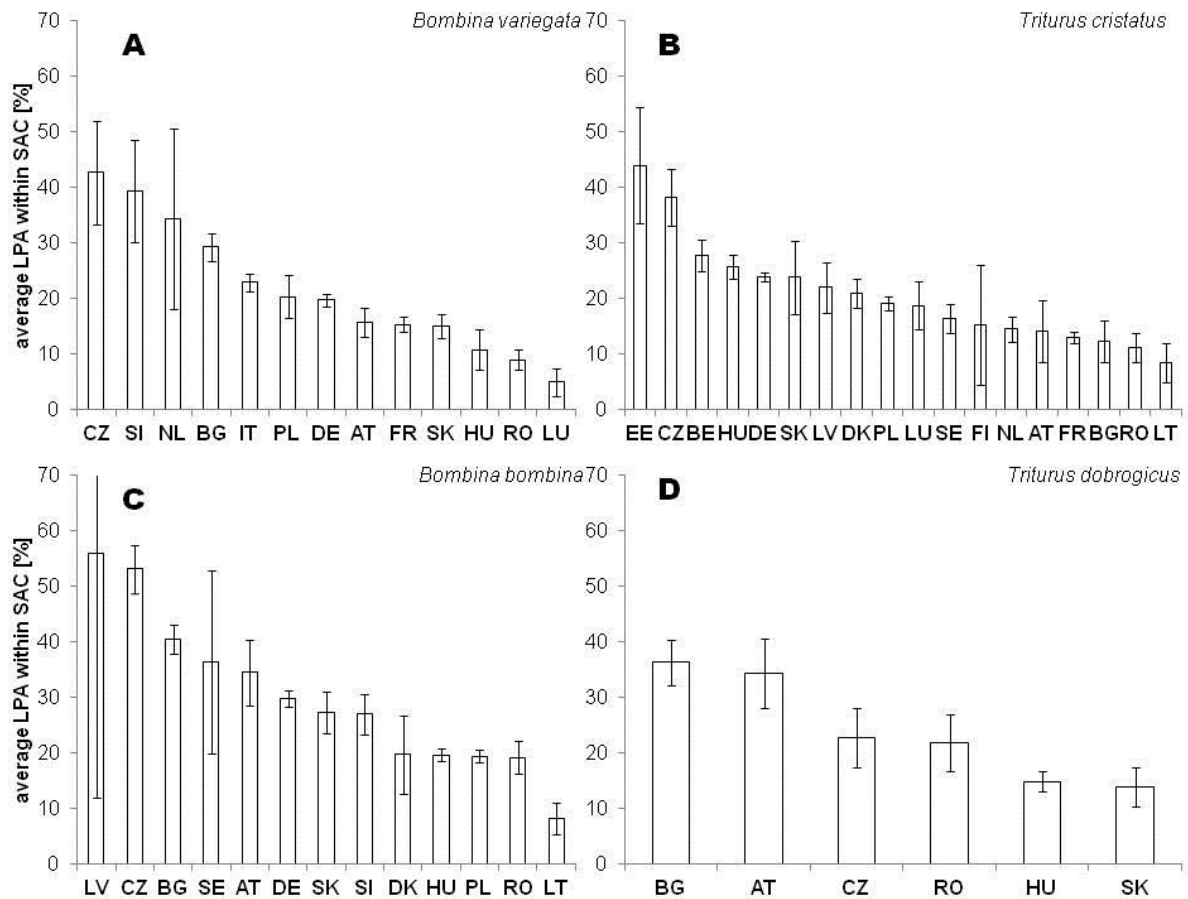 Bombina variegata
A
average LPA within SAC [%]
70
60
50
40
30
20
10
0
CZ SI NL BG IT PL DE AT FR SK HU RO LU
Triturus cristatus
B
70
60
50
40
30
20
10
0
EE CZ BE HU DE SK LV DK PL LU SE FI NL AT FR BG RO LT
Bombina bombina
C
average LPA within SAC [%]
70
60
50
40
30
20
10
0
LV CZ BG SE AT DE SK SI DK HU PL RO LT
Triturus dobrogicus
D
70
60
50
40
30
20
10
0
BG AT CZ RO HU SK